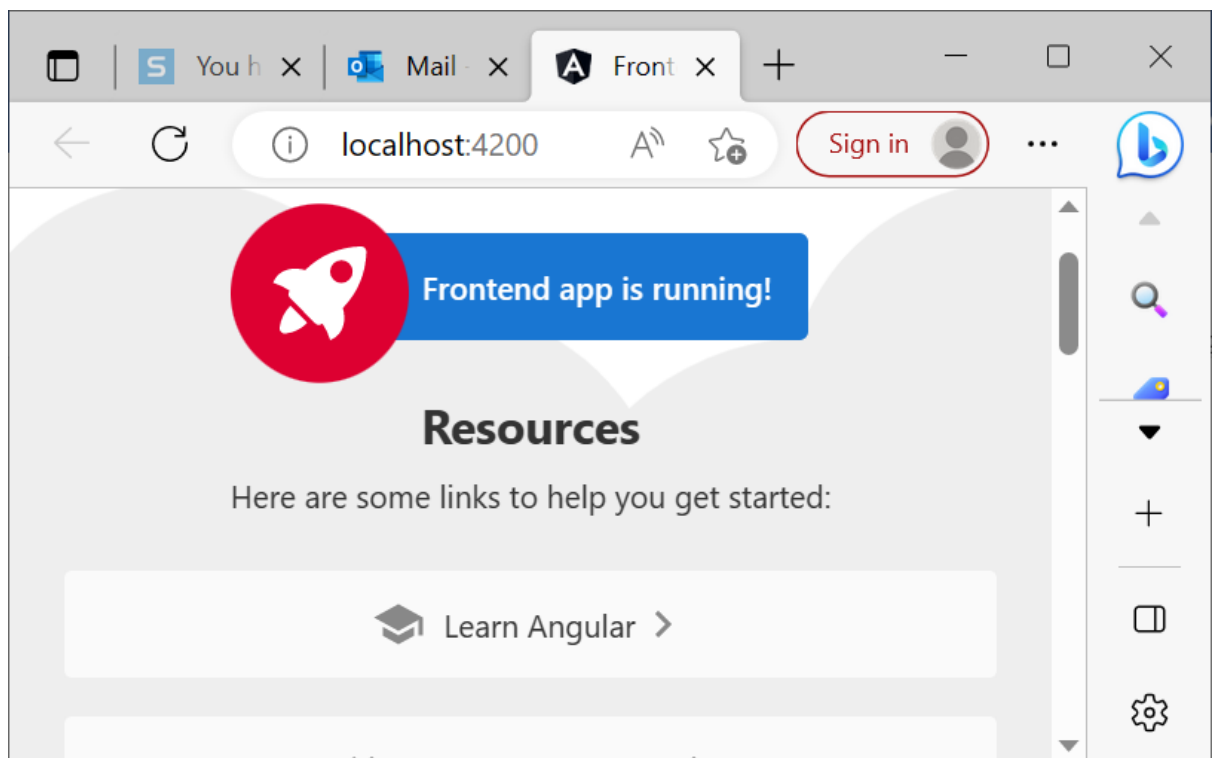 You h
Mail -
Front
localhost:4200
Sign in
Frontend app is running!
Resources
Here are some links to help you get started:
Learn Angular